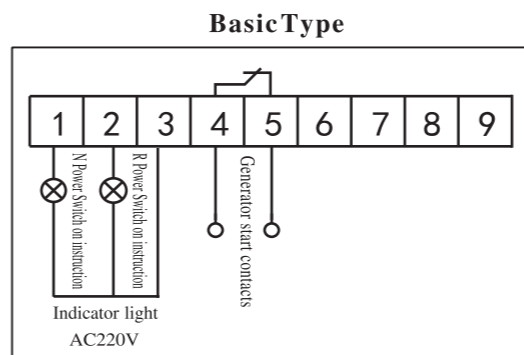 Basic Type
1 2 3 4 5 6 7 8 9
N Power Switch on instruction
R Power Switch on instruction
Generator start contacts
Indicator light
AC220V